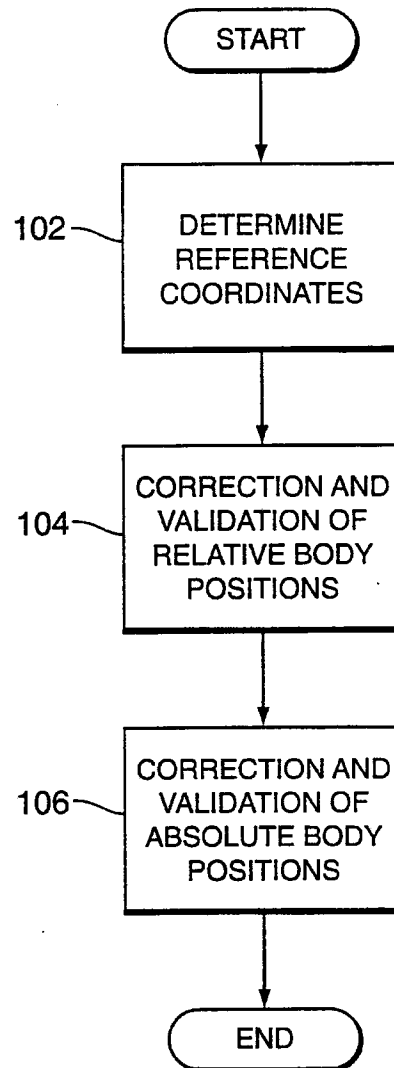 START
102
DETERMINE
REFERENCE
COORDINATES
104
CORRECTION AND
VALIDATION OF
RELATIVE BODY
POSITIONS
106
CORRECTION AND
VALIDATION OF
ABSOLUTE BODY
POSITIONS
END